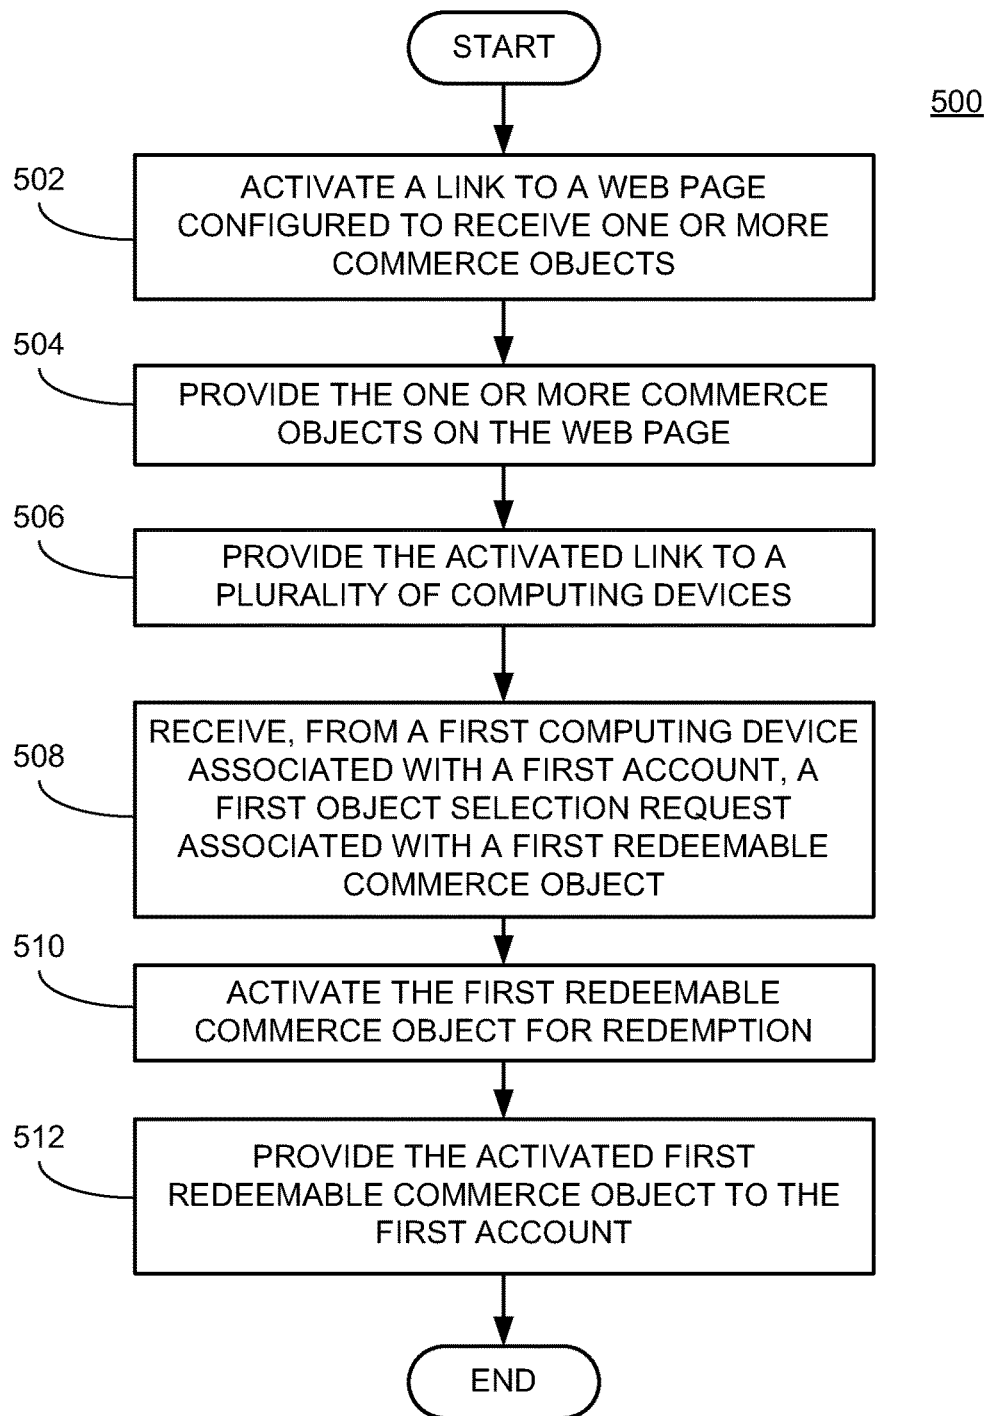 START
500
502
ACTIVATE A LINK TO A WEB PAGE
CONFIGURED TO RECEIVE ONE OR MORE
COMMERCE OBJECTS
504
PROVIDE THE ONE OR MORE COMMERCE
OBJECTS ON THE WEB PAGE
506
PROVIDE THE ACTIVATED LINK TO A
PLURALITY OF COMPUTING DEVICES
508
RECEIVE, FROM A FIRST COMPUTING DEVICE
ASSOCIATED WITH A FIRST ACCOUNT, A
FIRST OBJECT SELECTION REQUEST
ASSOCIATED WITH A FIRST REDEEMABLE
COMMERCE OBJECT
510
ACTIVATE THE FIRST REDEEMABLE
COMMERCE OBJECT FOR REDEMPTION
512
PROVIDE THE ACTIVATED FIRST
REDEEMABLE COMMERCE OBJECT TO THE
FIRST ACCOUNT
END